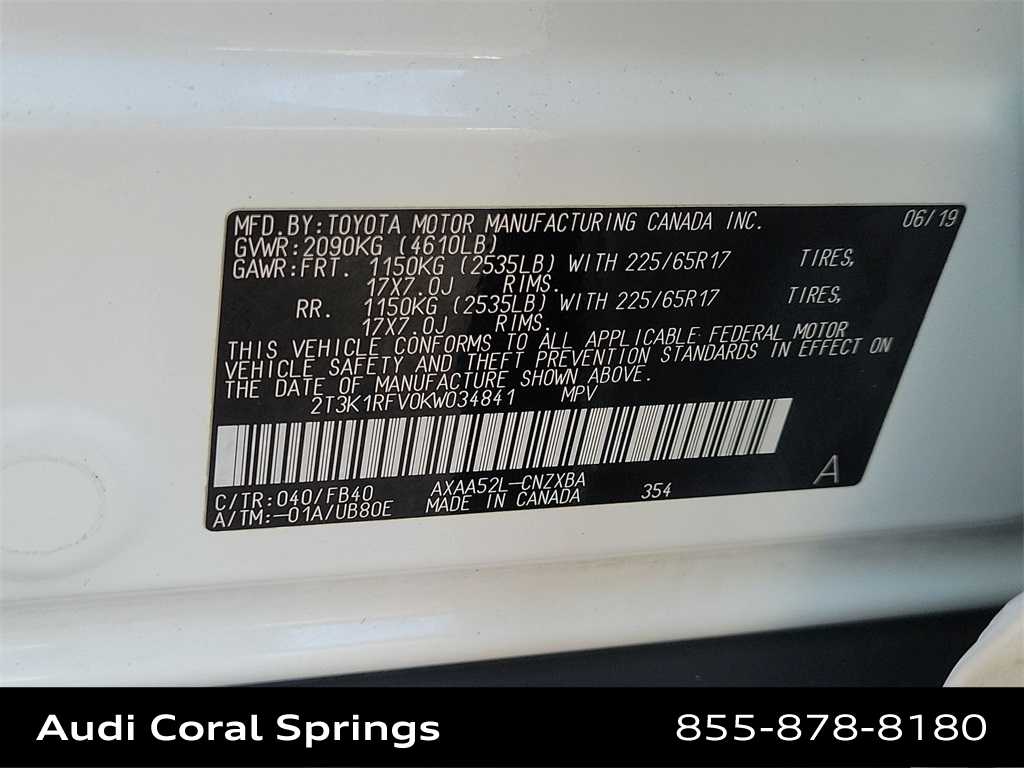 MFD.BY:TOYOTA MOTOR MANUFACTURING CANADA INC. 06/19
GVWR:2090KG (4610LB)
GAWR:FRT. 1150KG (2535LB) WITH 225/65R17 TIRES,
17X7.0J RIMS.
RR. 1150KG (2535LB) WITH 225/65R17 TIRES,
17X7.0J RIMS.
THIS VEHICLE CONFORMS TO ALL APPLICABLE FEDERAL MOTOR
VEHICLE SAFETY AND THEFT PREVENTION STANDARDS IN EFFECT ON
THE DATE OF MANUFACTURE SHOWN ABOVE.
2T3K1RFV0KW034841 MPV
C/TR:040/FB40 AXAA52L-CNZXBA 354 A
A/TM:-01A/UB80E MADE IN CANADA
Audi Coral Springs 855-878-8180